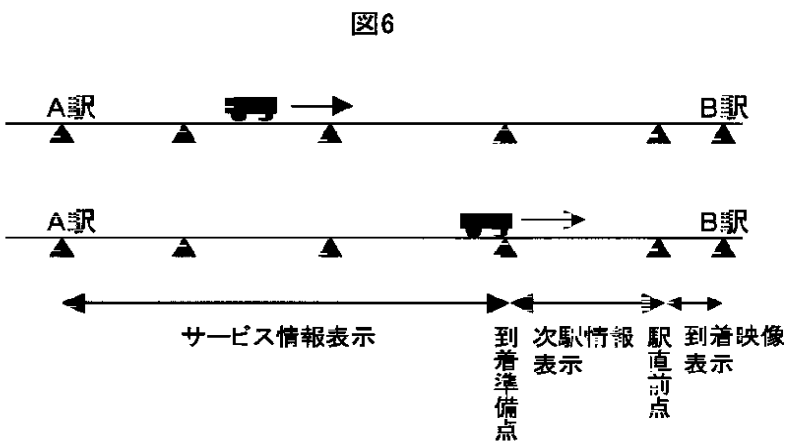 図6
A駅 B駅
A駅 B駅
サービス情報表示
到着準備点
次駅情報
表示
駅直前点
到着映像
表示